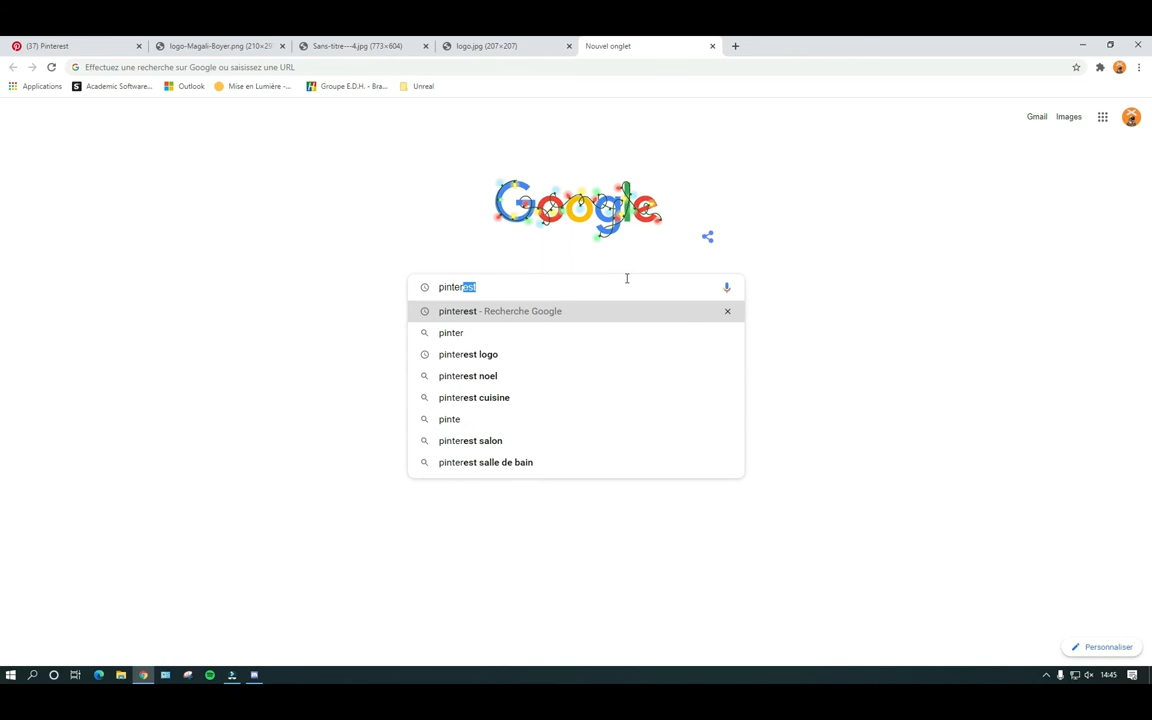 (37) Pinterest
logo-Magali-Boyer.png (210×29
Sans-titre---4.jpg (773×604)
logo.jpg (207×207)
Nouvel onglet
Effectuez une recherche sur Google ou saisissez une URL
Applications
Academic Software...
Outlook
Mise en Lumière -...
Groupe E.D.H. - Bra...
Unreal
Gmail
Images
Google
pinterest
pinterest - Recherche Google
pinter
pinterest logo
pinterest noel
pinterest cuisine
pinte
pinterest salon
pinterest salle de bain
Personnaliser
14:45